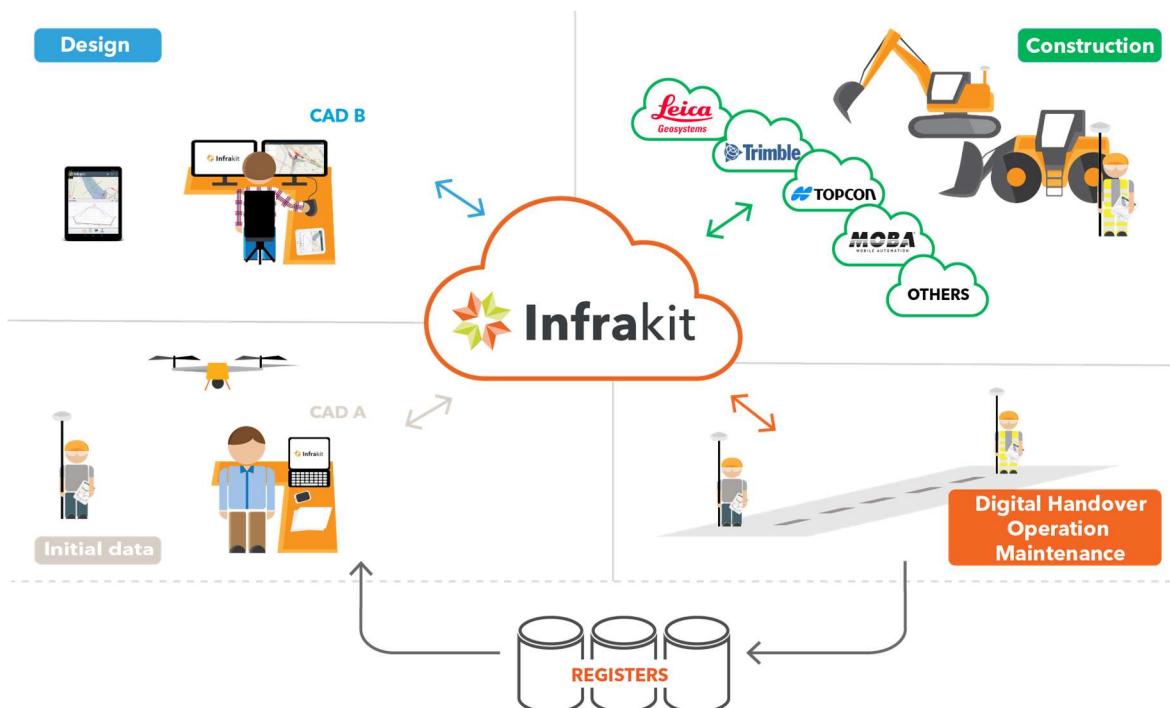 Design
CAD B
Infrakit
Construction
Leica
Geosystems
Trimble
TOPCON
MOBA
MOBILE AUTOMATION
OTHERS
Infrakit
CAD A
Infrakit
Initial data
Digital Handover
Operation
Maintenance
REGISTERS